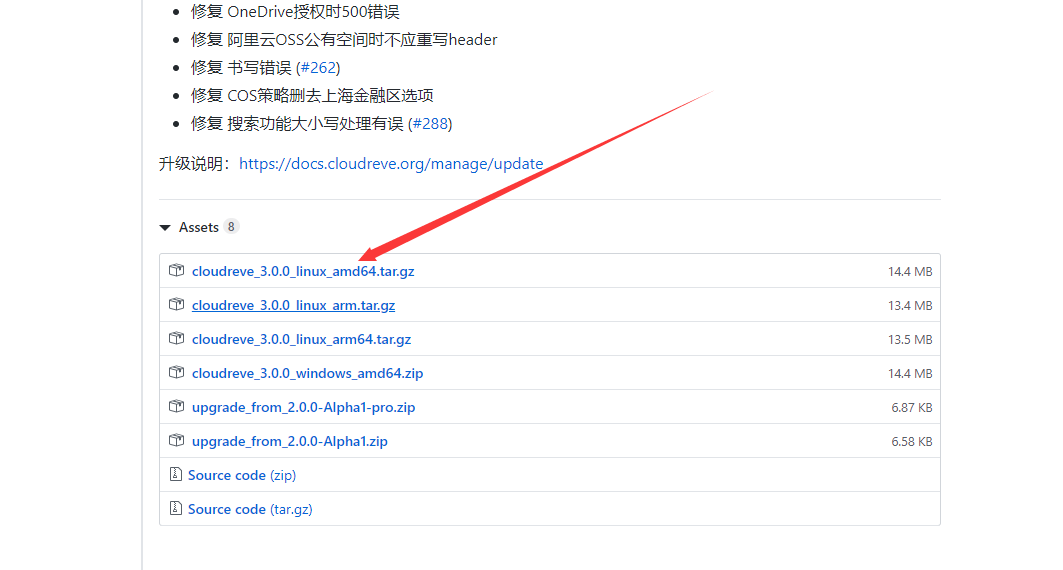 修复 OneDrive授权时500错误
修复 阿里云OSS公有空间时不应重写header
修复 书写错误 (#262)
修复 COS策略删去上海金融区选项
修复 搜索功能大小写处理有误 (#288)
升级说明：https://docs.cloudreve.org/manage/update
Assets 8
cloudreve_3.0.0_linux_amd64.tar.gz 14.4 MB
cloudreve_3.0.0_linux_arm.tar.gz 13.4 MB
cloudreve_3.0.0_linux_arm64.tar.gz 13.5 MB
cloudreve_3.0.0_windows_amd64.zip 14.4 MB
upgrade_from_2.0.0-Alpha1-pro.zip 6.87 KB
upgrade_from_2.0.0-Alpha1.zip 6.58 KB
Source code (zip)
Source code (tar.gz)